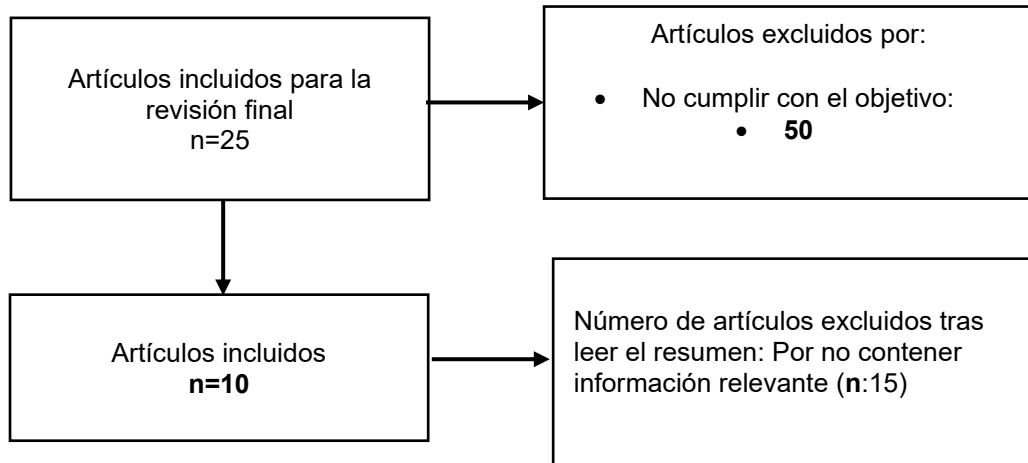 Artículos incluidos para la
revisión final
n=25
Artículos excluidos por:
• No cumplir con el objetivo:
• 50
Artículos incluidos
n=10
Número de artículos excluidos tras
leer el resumen: Por no contener
información relevante (n:15)